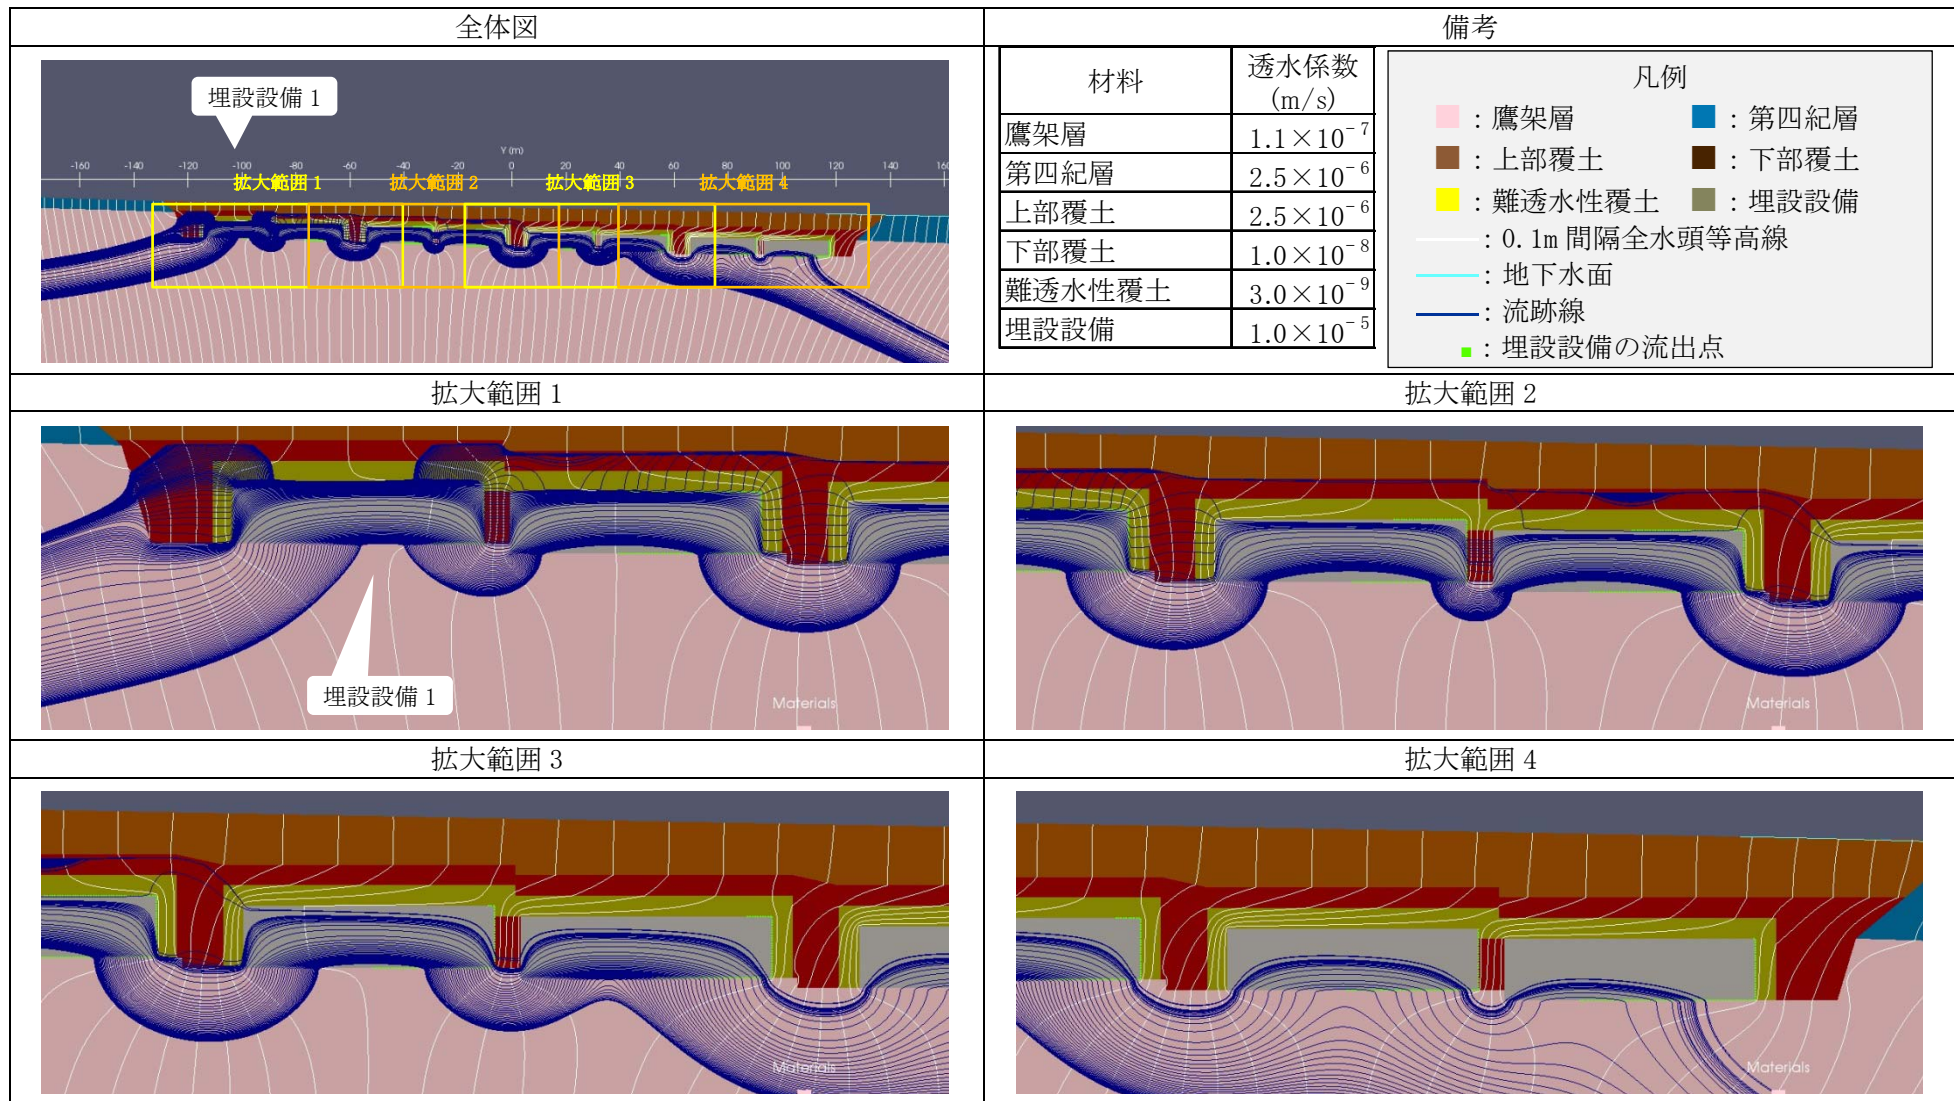 全体図
備考
埋設設備 1
Y (m)
-160 -140 -120 -100 -80 -60 -40 -20 0 20 40 60 80 100 120 140 160
拡大範囲 1 拡大範囲 2 拡大範囲 3 拡大範囲 4
材料 透水係数
(m/s)
鷹架層 1.1×10⁻⁷
第四紀層 2.5×10⁻⁶
上部覆土 2.5×10⁻⁶
下部覆土 1.0×10⁻⁸
難透水性覆土 3.0×10⁻⁹
埋設設備 1.0×10⁻⁵
凡例
：鷹架層 ：第四紀層
：上部覆土 ：下部覆土
：難透水性覆土 ：埋設設備
：0.1m 間隔全水頭等高線
：地下水面
：流跡線
：埋設設備の流出点
拡大範囲 1
拡大範囲 2
埋設設備 1
Materials
Materials
拡大範囲 3
拡大範囲 4
Materials
Materials